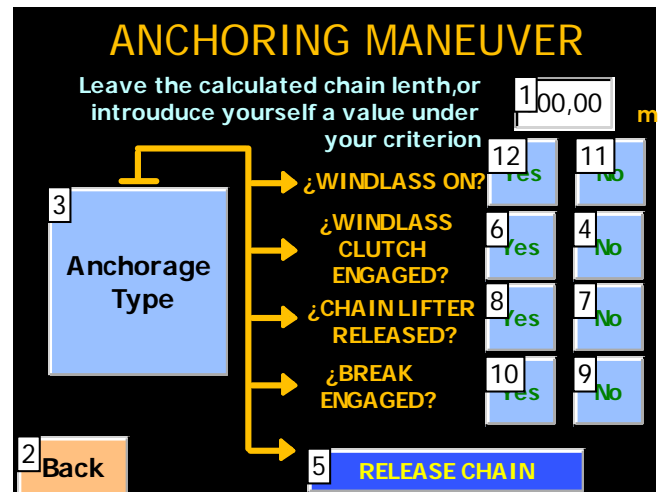 ANCHORING MANEUVER
Leave the calculated chain lenth,or
introuduce yourself a value under
your criterion
1
00,00
m
3
Anchorage
Type
¿WINDLASS ON?
12
Yes
11
No
¿WINDLASS
CLUTCH
ENGAGED?
6
Yes
4
No
¿CHAIN LIFTER
RELEASED?
8
Yes
7
No
¿BREAK
ENGAGED?
10
Yes
9
No
2
Back
5
RELEASE CHAIN